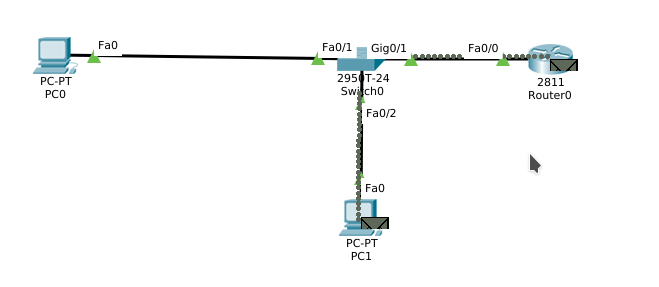 Fa0
Fa0/1
Gig0/1
Fa0/0
PC-PT
PC0
2950T-24
Switch0
2811
Router0
Fa0/2
Fa0
PC-PT
PC1